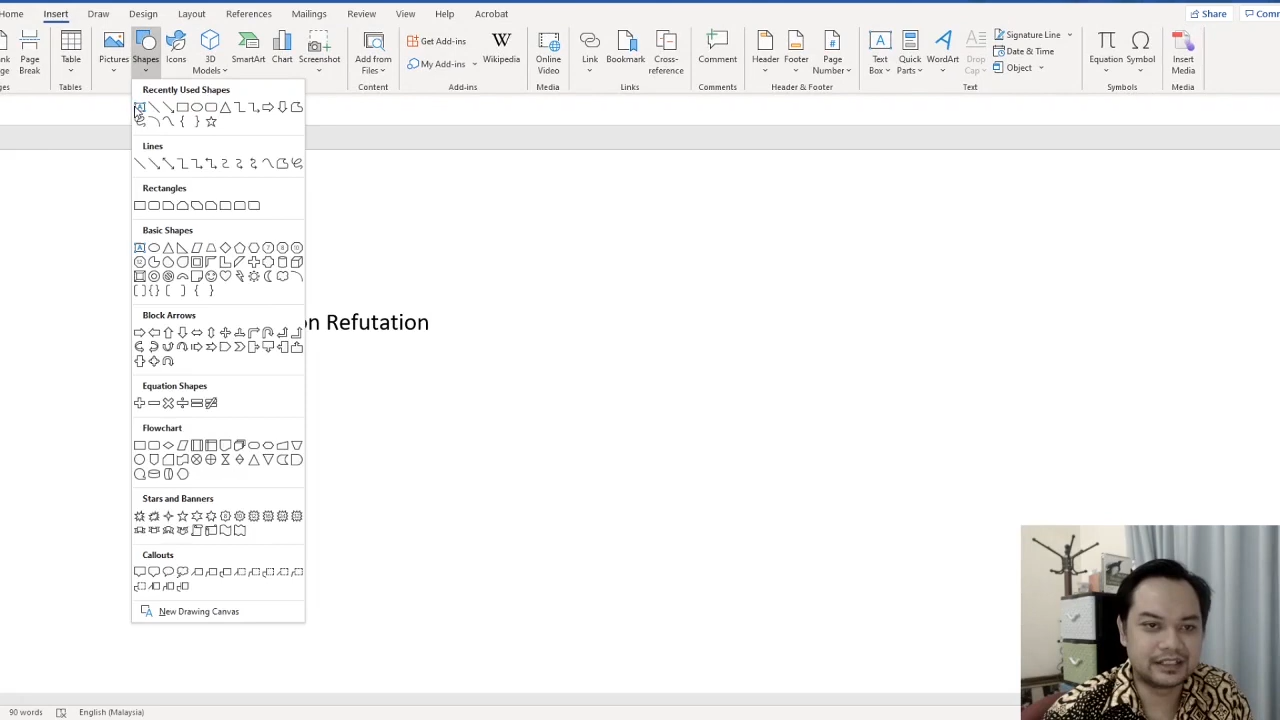 Home Insert Draw Design Layout References Mailings Review View Help Acrobat Share
Page Break
Table
Pictures
Shapes
Icons
3D Models
SmartArt
Chart
Screenshot
Add from Files
Get Add-ins
My Add-ins
Wikipedia
Online Video
Link
Bookmark
Cross-reference
Comment
Header
Footer
Page Number
Text Box
Quick Parts
WordArt
Drop Cap
Signature Line
Date & Time
Object
Equation
Symbol
Insert Media
Tables Content Add-ins Media Header & Footer Text Symbols Media
Recently Used Shapes
Lines
Rectangles
Basic Shapes
on Refutation
Block Arrows
Equation Shapes
Flowchart
Stars and Banners
Callouts
New Drawing Canvas
90 words English (Malaysia)